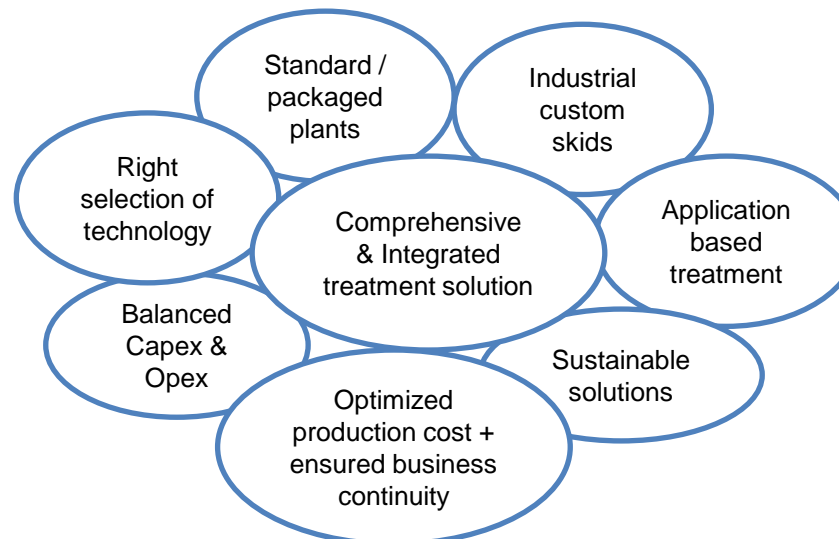 Standard /
packaged
plants
Industrial
custom
skids
Right
selection of
technology
Comprehensive
& Integrated
treatment solution
Application
based
treatment
Balanced
Capex &
Opex
Sustainable
solutions
Optimized
production cost +
ensured business
continuity